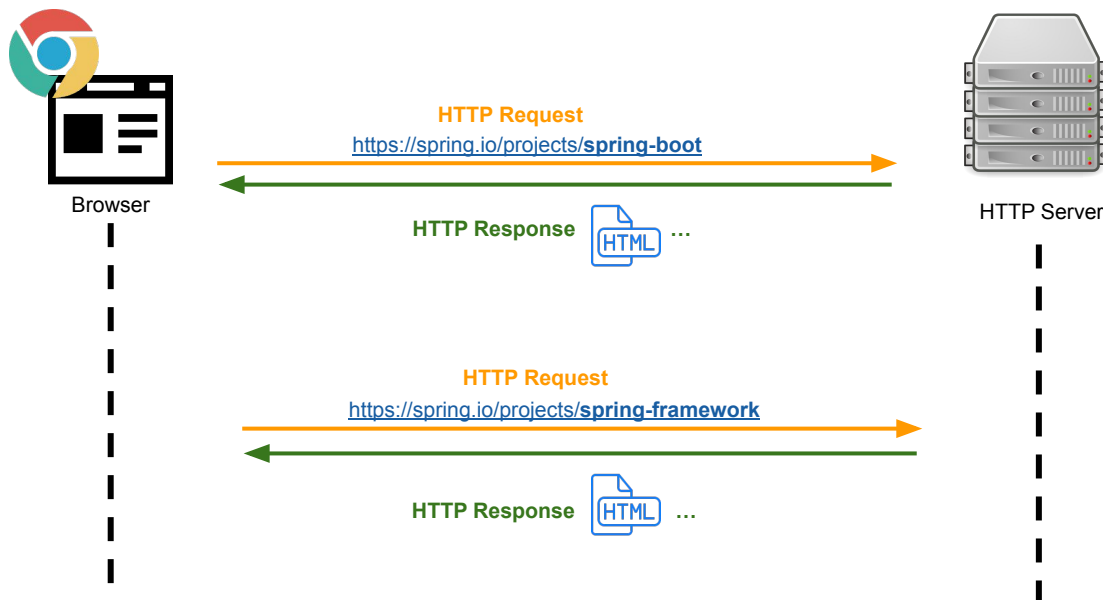 HTTP Request
https://spring.io/projects/spring-boot
Browser
HTTP Server
HTTP Response HTML ...
HTTP Request
https://spring.io/projects/spring-framework
HTTP Response HTML ...